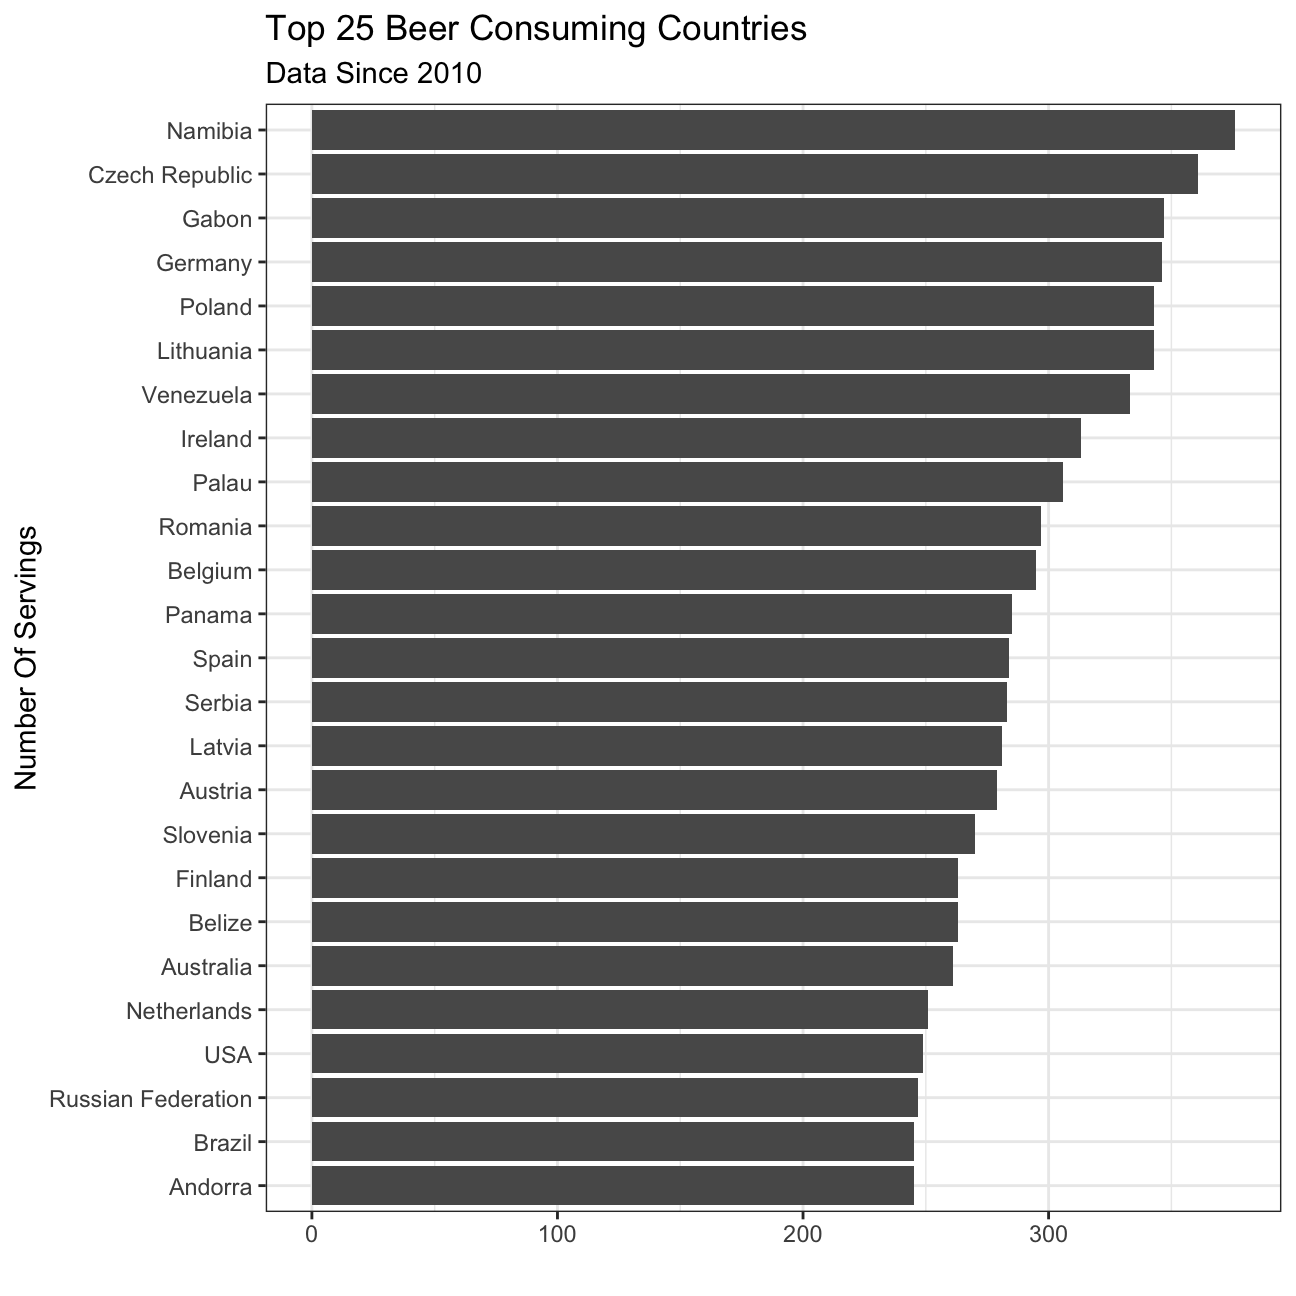 Top 25 Beer Consuming Countries
Data Since 2010
Number Of Servings
Namibia
Czech Republic
Gabon
Germany
Poland
Lithuania
Venezuela
Ireland
Palau
Romania
Belgium
Panama
Spain
Serbia
Latvia
Austria
Slovenia
Finland
Belize
Australia
Netherlands
USA
Russian Federation
Brazil
Andorra
0 100 200 300